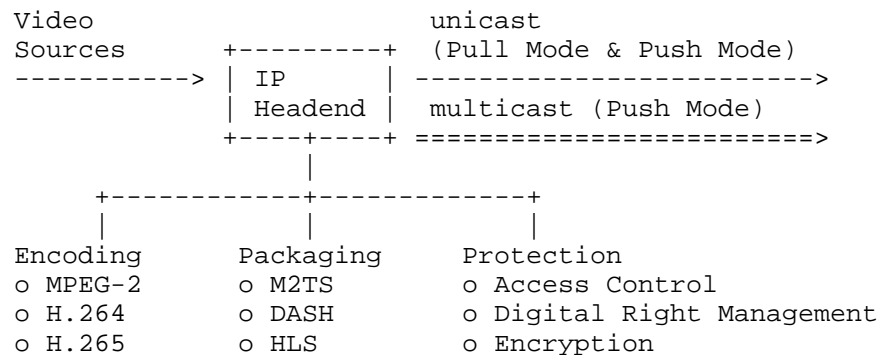 Video                          unicast
Sources       +---------+  (Pull Mode & Push Mode)
-----------> | IP      | ------------------------->
             | Headend | multicast (Push Mode)
             +----+----+ =========================>
                  |
     +------------+-------------+
     |            |             |
Encoding      Packaging     Protection
o MPEG-2      o M2TS        o Access Control
o H.264       o DASH        o Digital Right Management
o H.265       o HLS         o Encryption